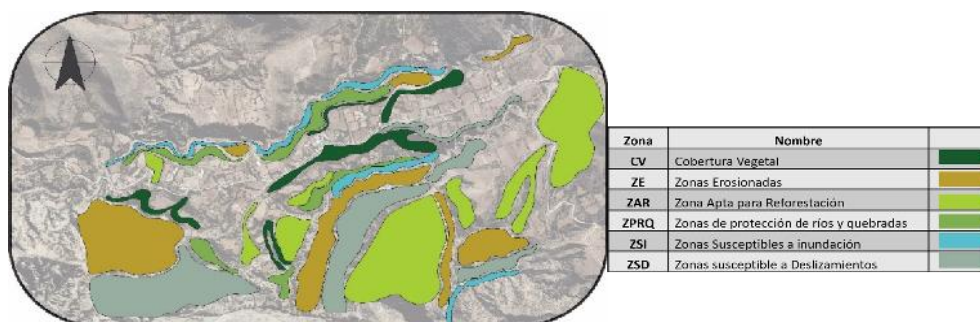 Zona Nombre
CV Cobertura Vegetal
ZE Zonas Erosionadas
ZAR Zona Apta para Reforestación
ZPRQ Zonas de protección de ríos y quebradas
ZSI Zonas Susceptibles a inundación
ZSD Zonas susceptible a Deslizamientos